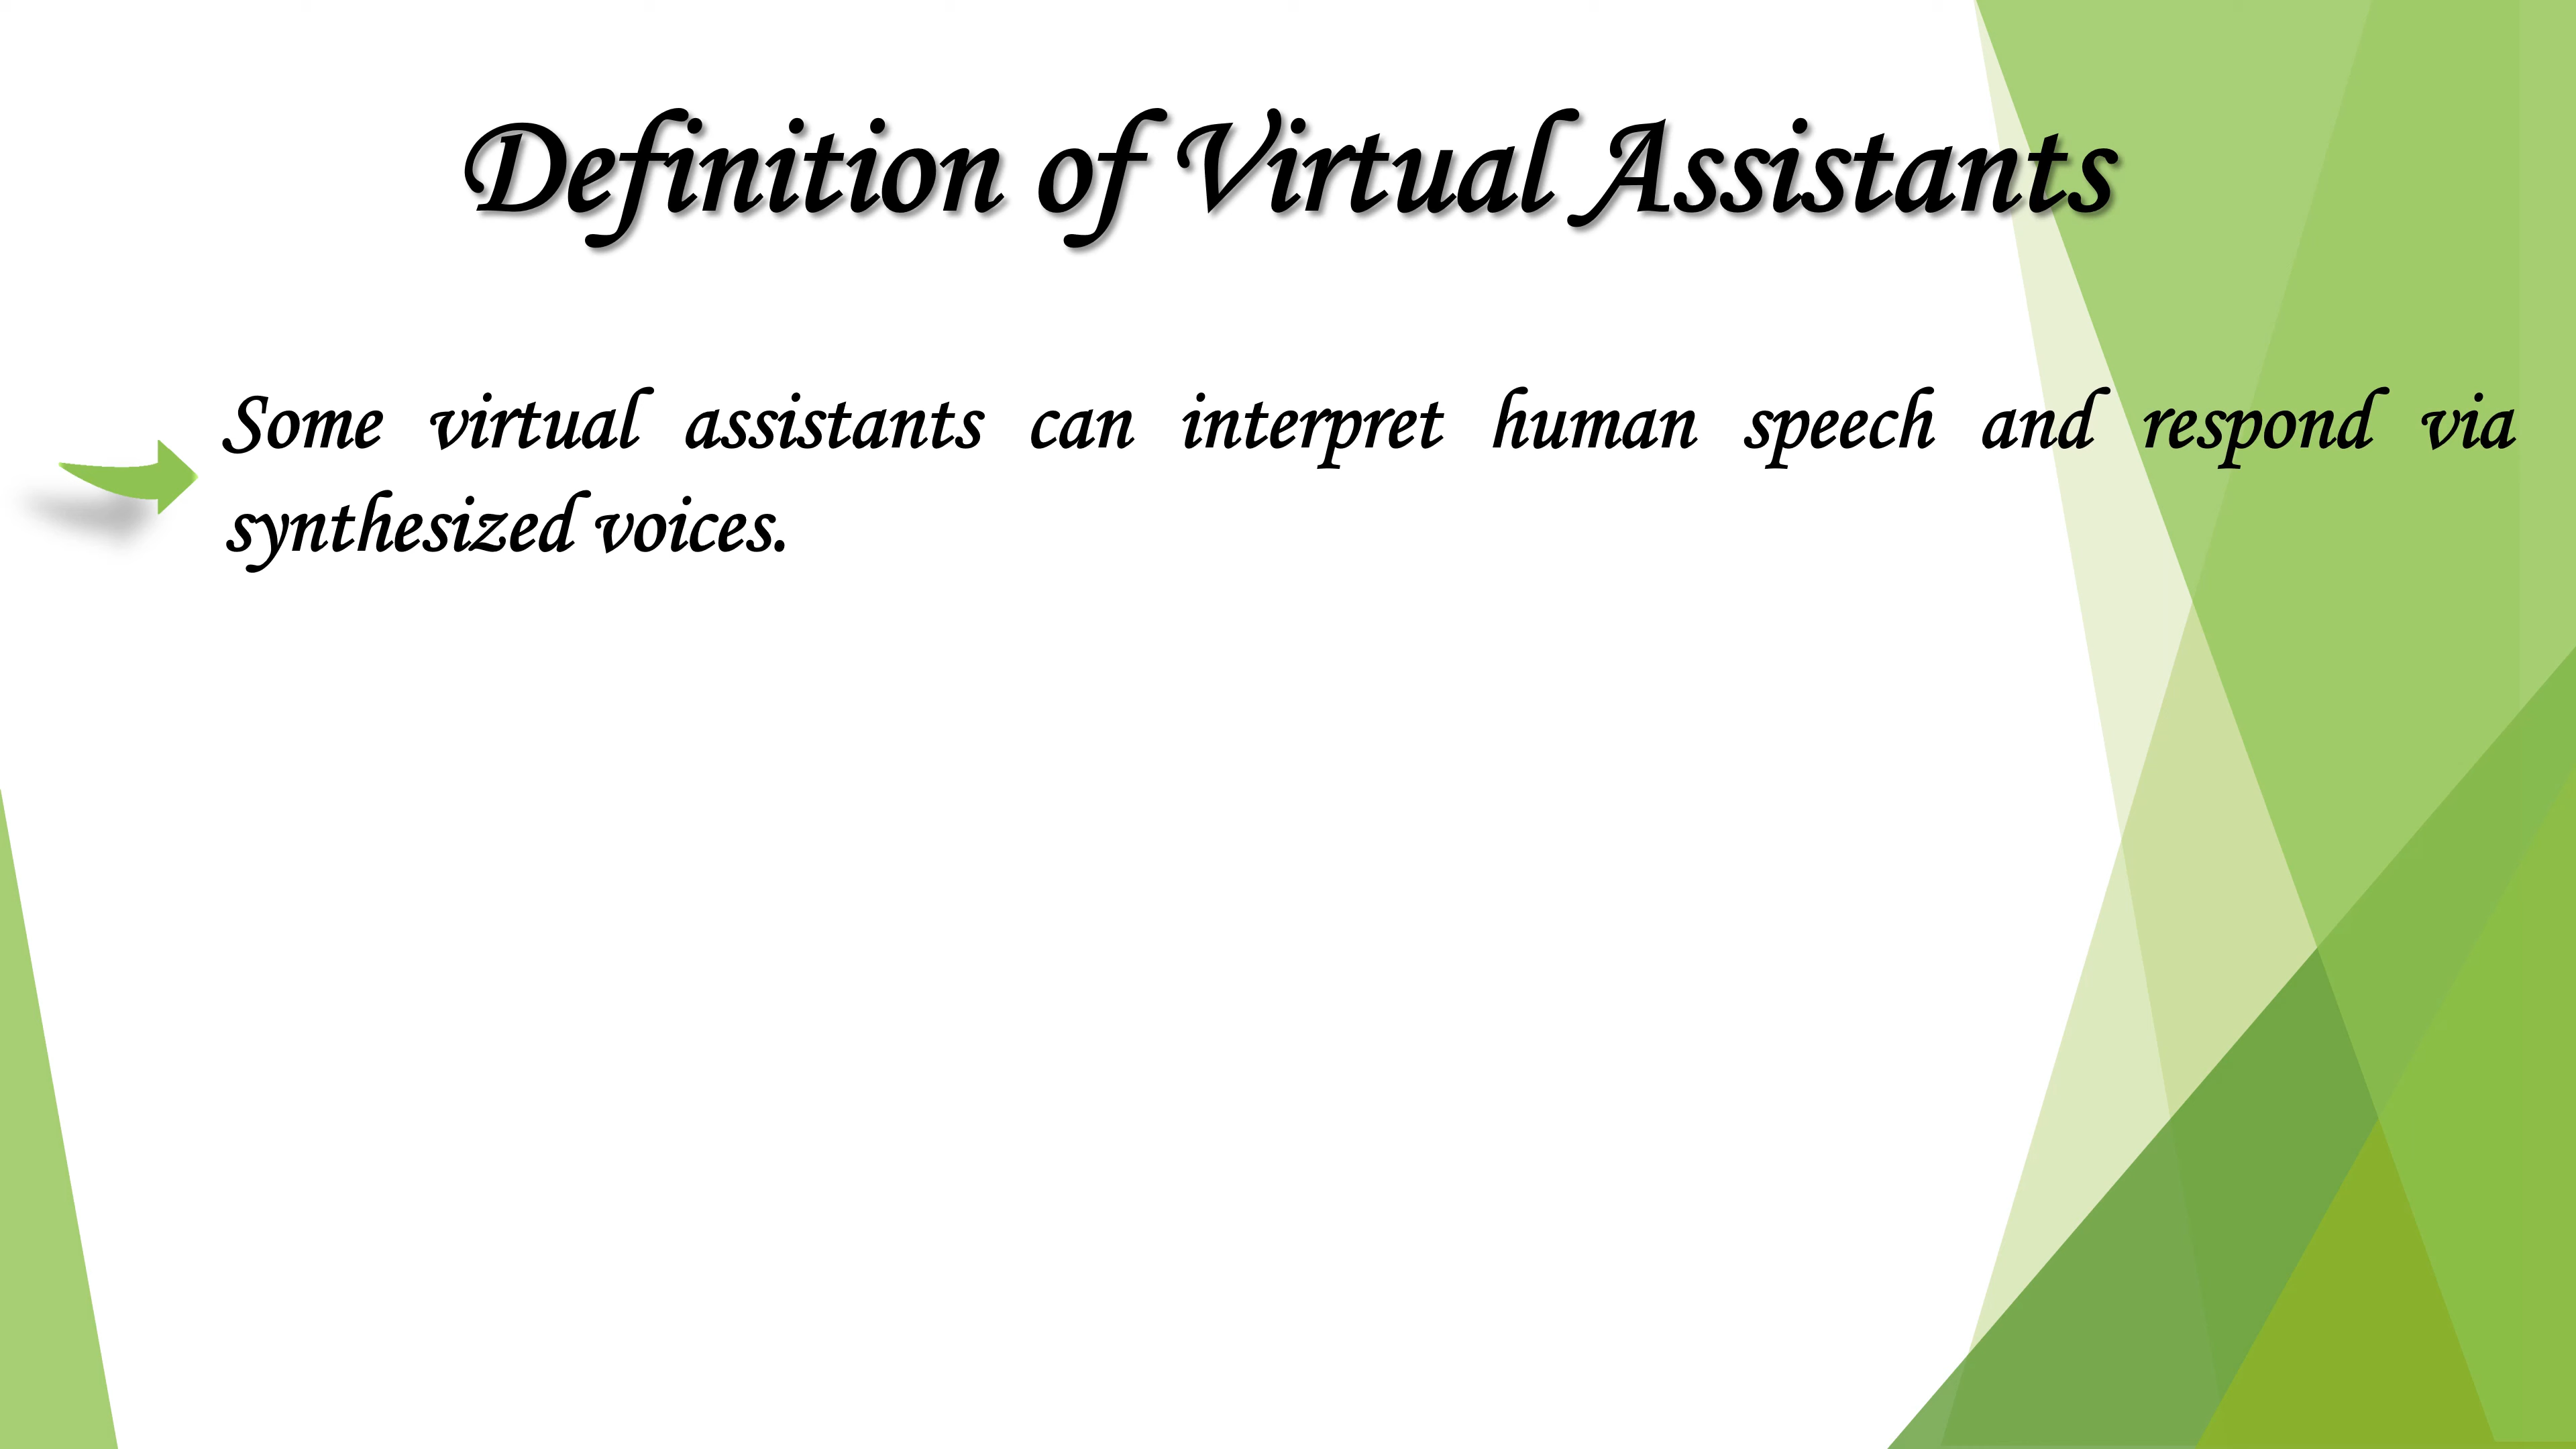 Definition of Virtual Assistants
Some virtual assistants can interpret human speech and respond via
synthesized voices.